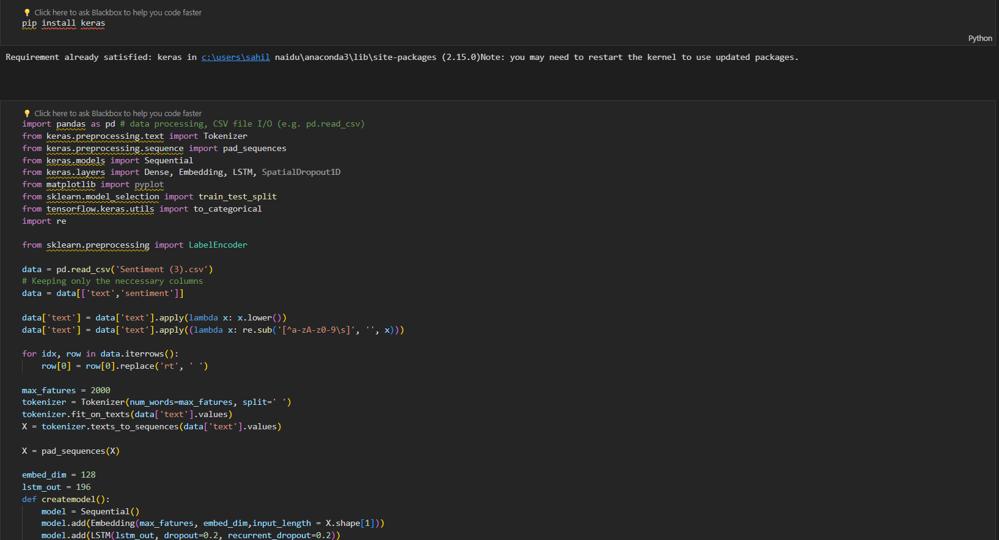 Click here to ask Blackbox to help you code faster
pip install keras
Python
Requirement already satisfied: keras in c:\users\sahil naidu\anaconda3\lib\site-packages (2.15.0)Note: you may need to restart the kernel to use updated packages.
Click here to ask Blackbox to help you code faster
import pandas as pd # data processing, CSV file I/O (e.g. pd.read_csv)
from keras.preprocessing.text import Tokenizer
from keras.preprocessing.sequence import pad_sequences
from keras.models import Sequential
from keras.layers import Dense, Embedding, LSTM, SpatialDropout1D
from matplotlib import pyplot
from sklearn.model_selection import train_test_split
from tensorflow.keras.utils import to_categorical
import re
from sklearn.preprocessing import LabelEncoder
data = pd.read_csv('Sentiment (3).csv')
# Keeping only the neccessary columns
data = data[['text','sentiment']]
data['text'] = data['text'].apply(lambda x: x.lower())
data['text'] = data['text'].apply((lambda x: re.sub('[^a-zA-z0-9\s]', '', x)))
for idx, row in data.iterrows():
    row[0] = row[0].replace('rt', ' ')
max_fatures = 2000
tokenizer = Tokenizer(num_words=max_fatures, split=' ')
tokenizer.fit_on_texts(data['text'].values)
X = tokenizer.texts_to_sequences(data['text'].values)
X = pad_sequences(X)
embed_dim = 128
lstm_out = 196
def createmodel():
    model = Sequential()
    model.add(Embedding(max_fatures, embed_dim,input_length = X.shape[1]))
    model.add(LSTM(lstm_out, dropout=0.2, recurrent_dropout=0.2))